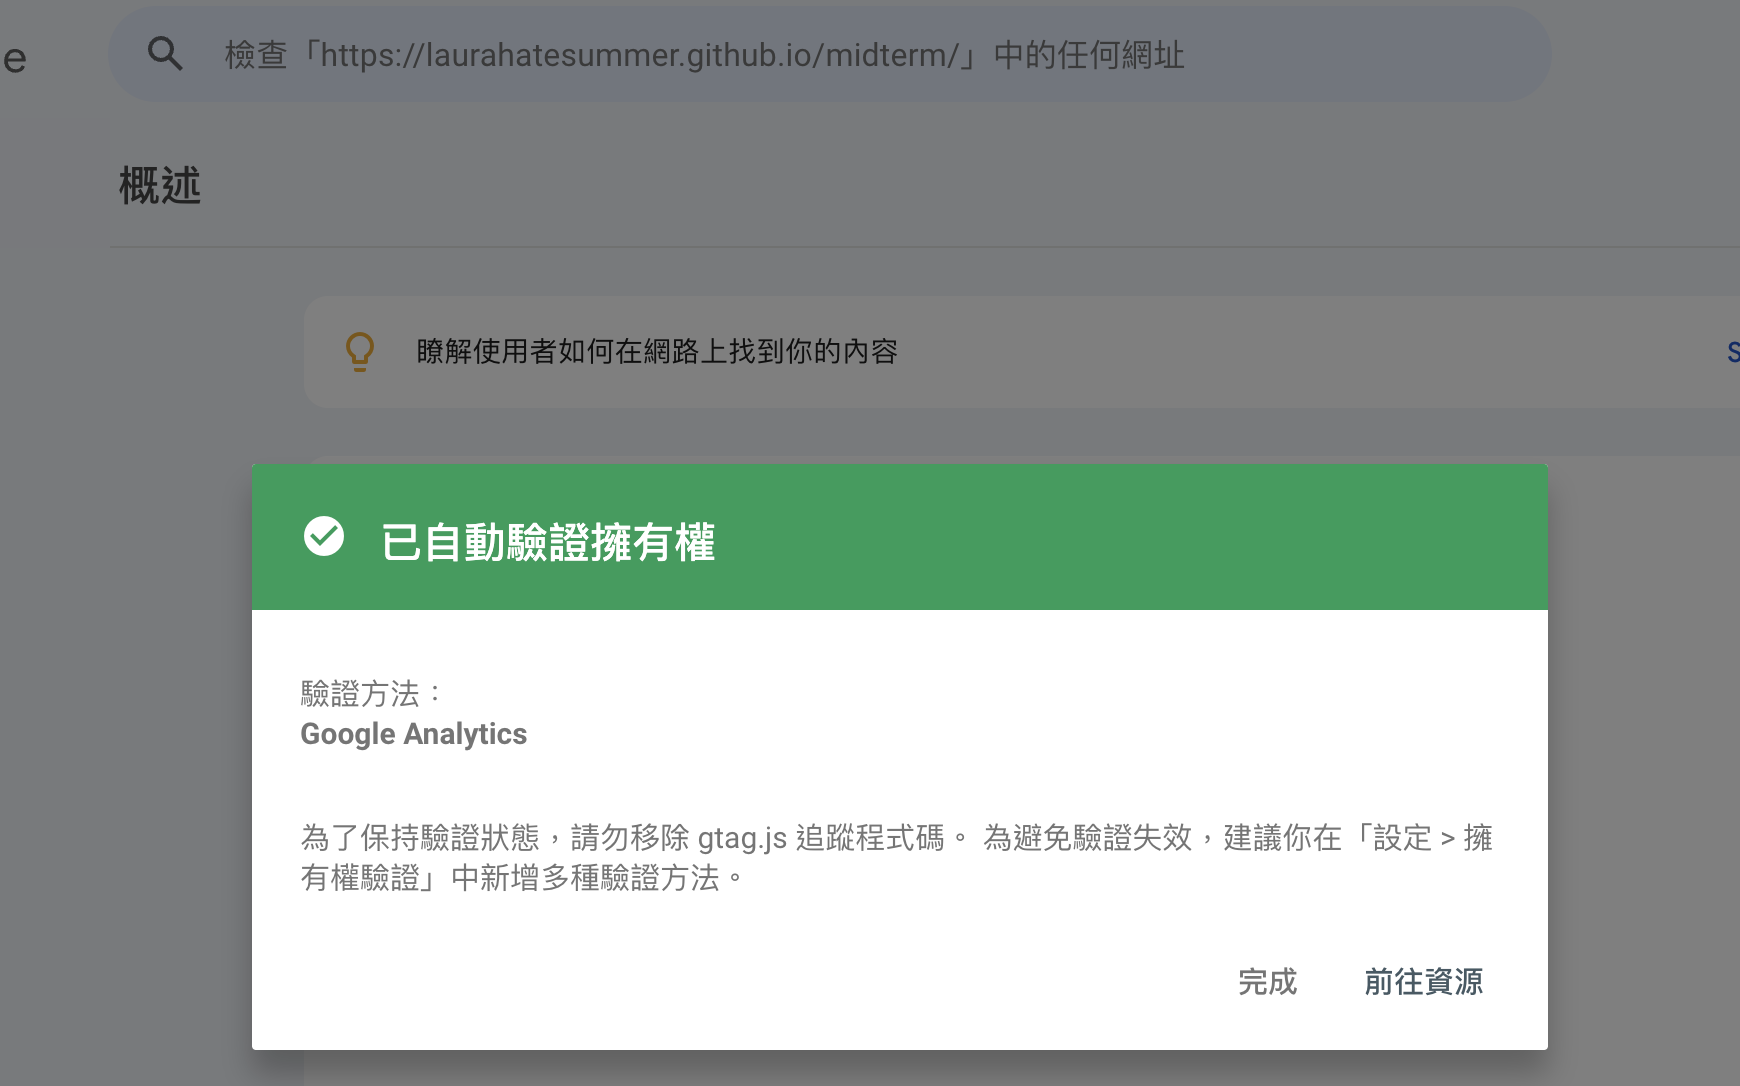 e
檢查「https://laurahatesummer.github.io/midterm/」中的任何網址
概述
瞭解使用者如何在網路上找到你的內容
S
已自動驗證擁有權
驗證方法：
Google Analytics
為了保持驗證狀態，請勿移除 gtag.js 追蹤程式碼。 為避免驗證失效，建議你在「設定 > 擁
有權驗證」中新增多種驗證方法。
完成
前往資源